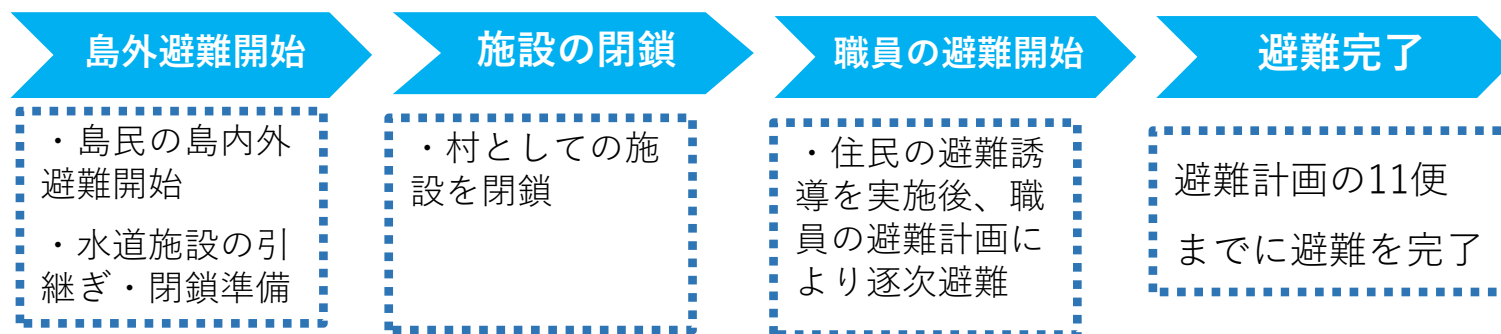 島外避難開始
・島民の島内外
避難開始
・水道施設の引
継ぎ・閉鎖準備
施設の閉鎖
・村としての施
設を閉鎖
職員の避難開始
・住民の避難誘
導を実施後、職
員の避難計画に
より逐次避難
避難完了
避難計画の11便
までに避難を完了